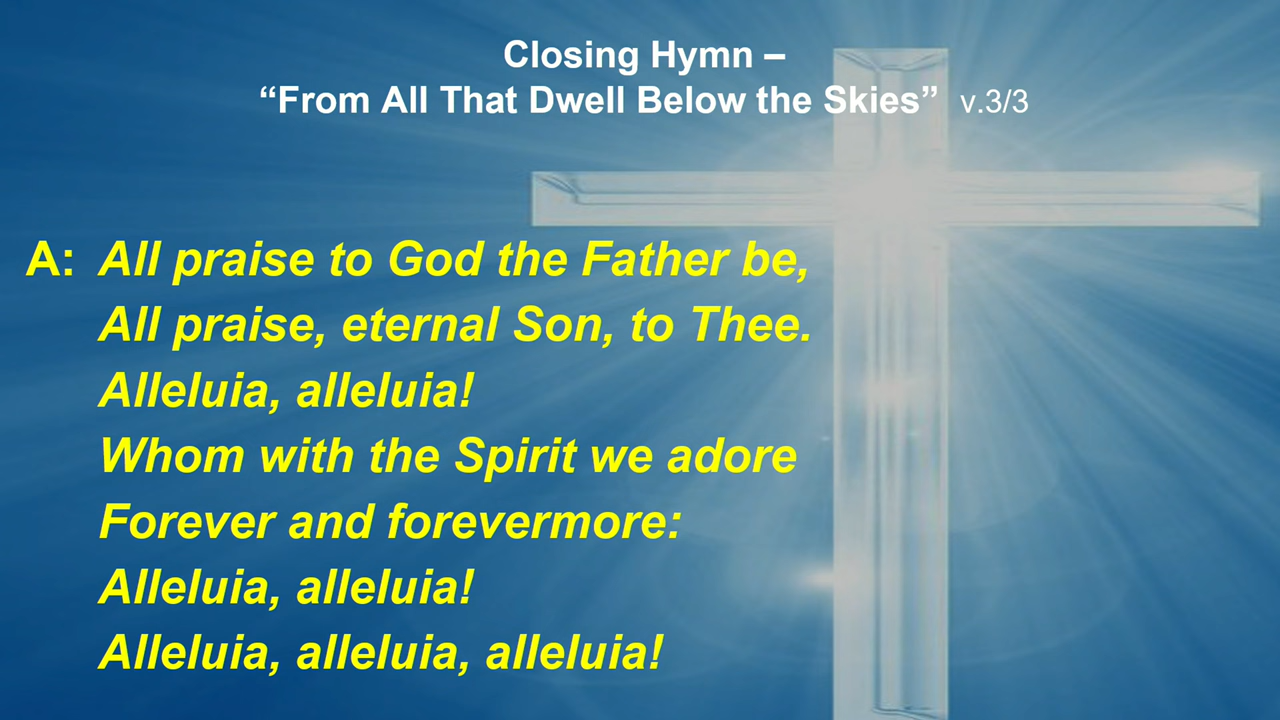 Closing Hymn –
“From All That Dwell Below the Skies” v.3/3
A: All praise to God the Father be,
All praise, eternal Son, to Thee.
Alleluia, alleluia!
Whom with the Spirit we adore
Forever and forevermore:
Alleluia, alleluia!
Alleluia, alleluia, alleluia!